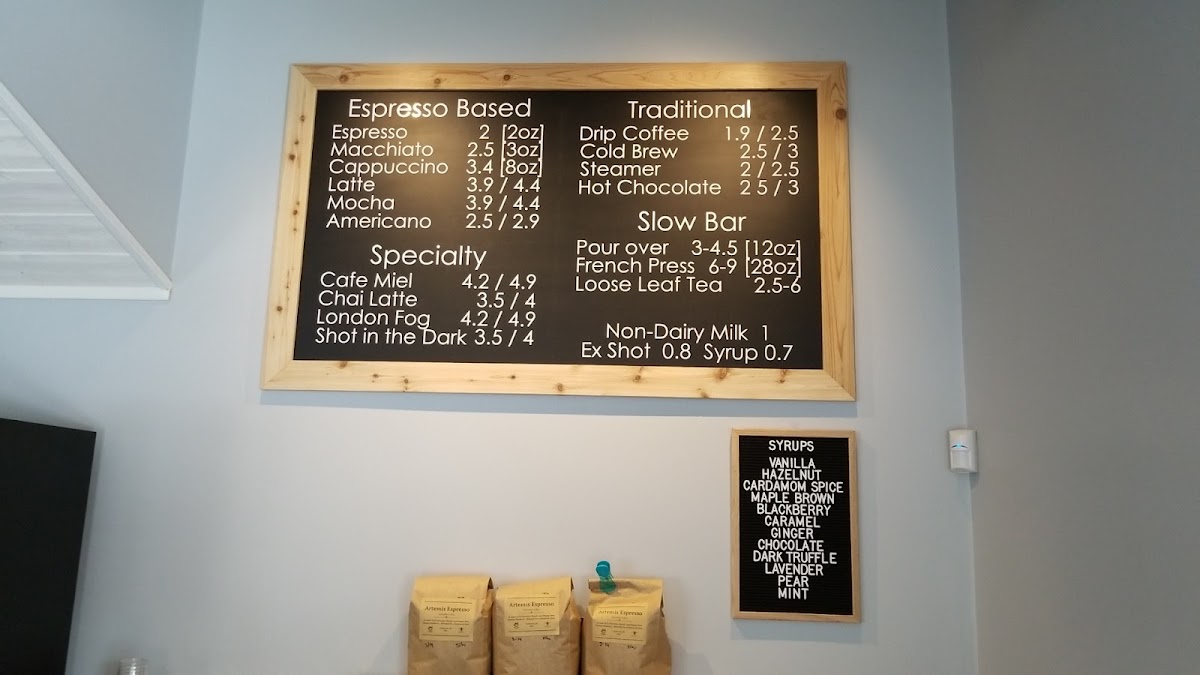 Espresso Based
Espresso 2 [2oz]
Macchiato 2.5 [3oz]
Cappuccino 3.4 [8oz]
Latte 3.9 / 4.4
Mocha 3.9 / 4.4
Americano 2.5 / 2.9
Specialty
Cafe Miel 4.2 / 4.9
Chai Latte 3.5 / 4
London Fog 4.2 / 4.9
Shot in the Dark 3.5 / 4
Traditional
Drip Coffee 1.9 / 2.5
Cold Brew 2.5 / 3
Steamer 2 / 2.5
Hot Chocolate 2 5 / 3
Slow Bar
Pour over 3-4.5 [12oz]
French Press 6-9 [28oz]
Loose Leaf Tea 2.5-6
Non-Dairy Milk 1
Ex Shot 0.8 Syrup 0.7
SYRUPS
VANILLA
HAZELNUT
CARDAMOM SPICE
MAPLE BROWN
BLACKBERRY
CARAMEL
GINGER
CHOCOLATE
DARK TRUFFLE
LAVENDER
PEAR
MINT
Artemis Espresso
Artemis Espresso
Artemis Espresso